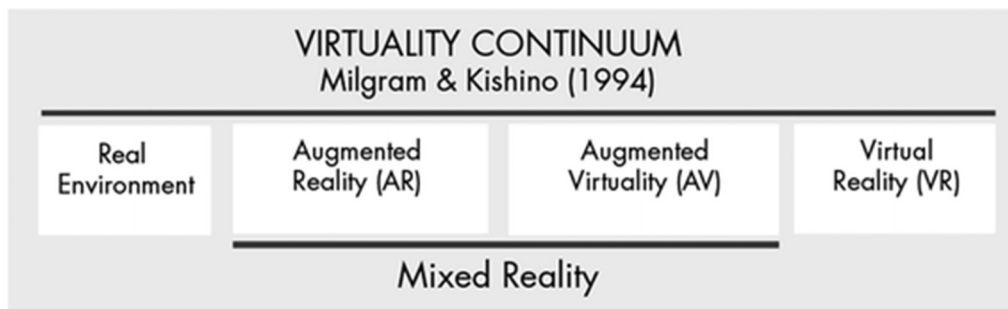 VIRTUALITY CONTINUUM
Milgram & Kishino (1994)
Real
Environment
Augmented
Reality (AR)
Augmented
Virtuality (AV)
Virtual
Reality (VR)
Mixed Reality